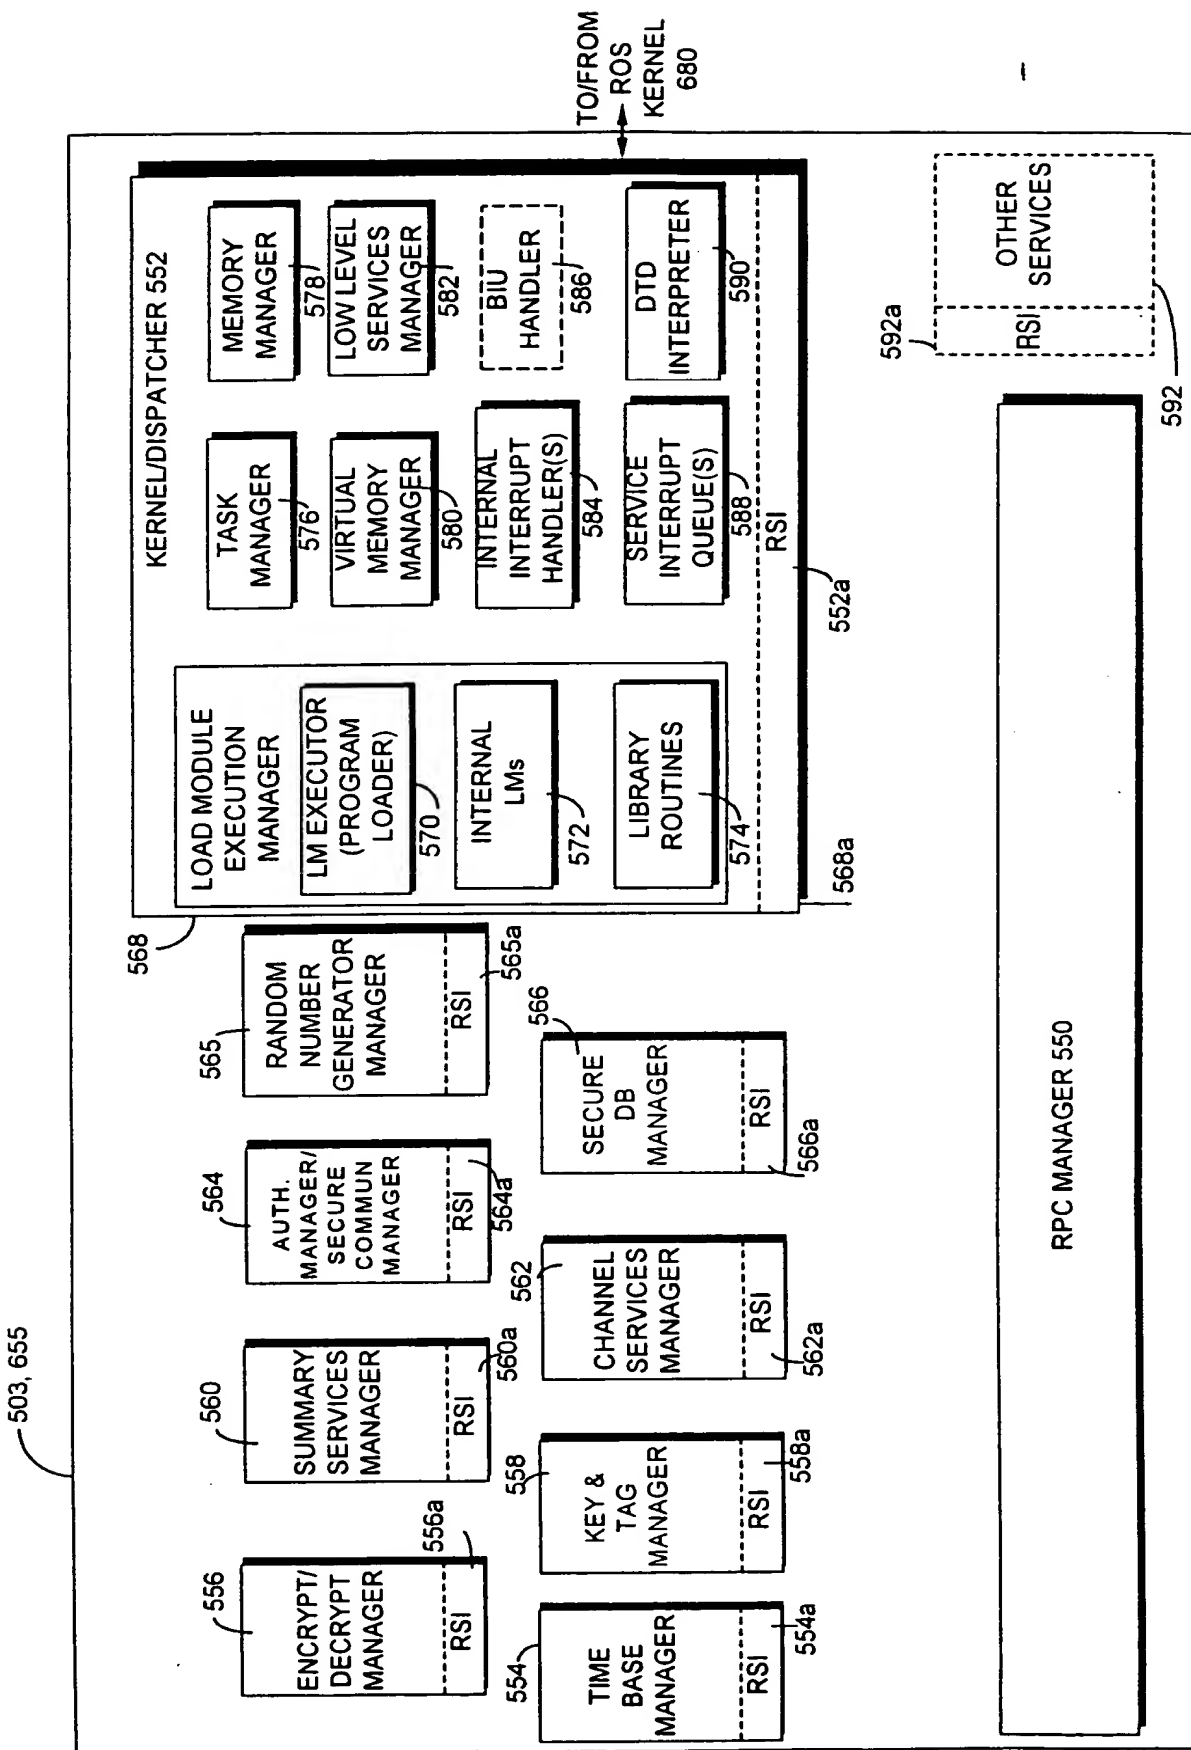 503, 655
KERNEL/DISPATCHER 552
568
LOAD MODULE
EXECUTION
MANAGER
LM EXECUTOR
(PROGRAM
LOADER)
570
INTERNAL
LMs
572
LIBRARY
ROUTINES
574
568a
TASK
MANAGER
576
MEMORY
MANAGER
578
VIRTUAL
MEMORY
MANAGER
580
LOW LEVEL
SERVICES
MANAGER
582
INTERNAL
INTERRUPT
HANDLER(S)
584
BIU
HANDLER
586
SERVICE
INTERRUPT
QUEUE(S)
588
DTD
INTERPRETER
590
RSI
552a
TO/FROM
ROS
KERNEL
680
556
ENCRYPT/
DECRYPT
MANAGER
RSI
556a
560
SUMMARY
SERVICES
MANAGER
RSI
560a
564
AUTH.
MANAGER/
SECURE
COMMUN
MANAGER
RSI
564a
565
RANDOM
NUMBER
GENERATOR
MANAGER
RSI
565a
554
TIME
BASE
MANAGER
RSI
554a
558
KEY &
TAG
MANAGER
RSI
558a
562
CHANNEL
SERVICES
MANAGER
RSI
562a
566
SECURE
DB
MANAGER
RSI
566a
592a
RSI
OTHER
SERVICES
592
RPC MANAGER 550